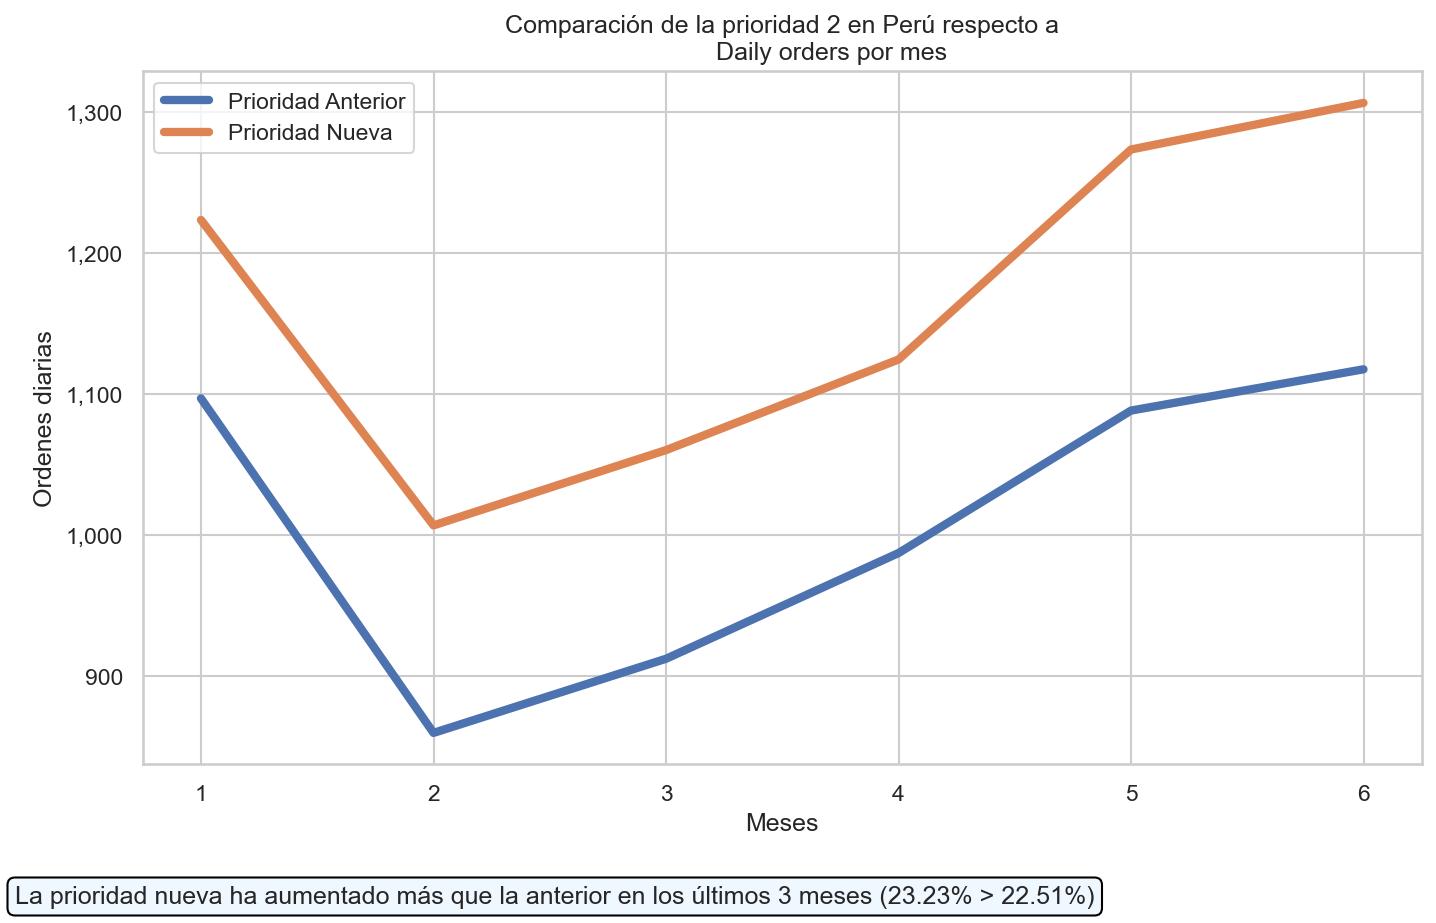 Comparación de la prioridad 2 en Perú respecto a
Daily orders por mes
Prioridad Anterior
Prioridad Nueva
1,300
1,200
1,100
1,000
900
Ordenes diarias
1 2 3 4 5 6
Meses
La prioridad nueva ha aumentado más que la anterior en los últimos 3 meses (23.23% > 22.51%)